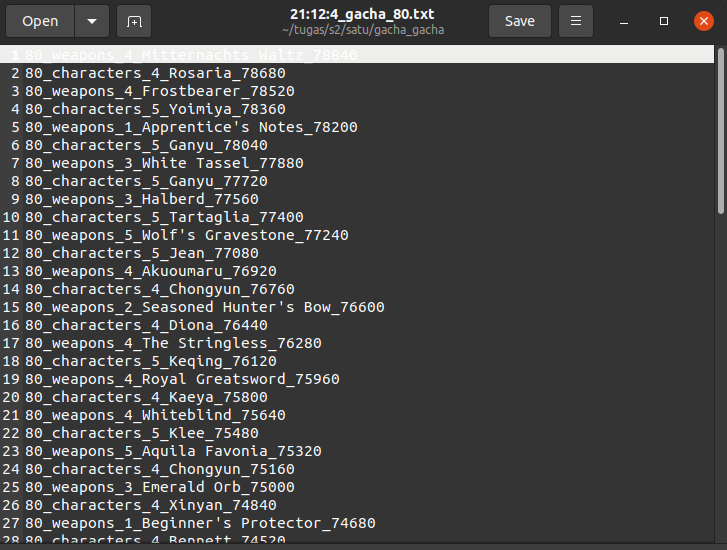 Open
21:12:4_gacha_80.txt
~/tugas/s2/satu/gacha_gacha
Save
1 80_weapons_4_Mitternachts Waltz_78840
2 80_characters_4_Rosaria_78680
3 80_weapons_4_Frostbearer_78520
4 80_characters_5_Yoimiya_78360
5 80_weapons_1_Apprentice's Notes_78200
6 80_characters_5_Ganyu_78040
7 80_weapons_3_White Tassel_77880
8 80_characters_5_Ganyu_77720
9 80_weapons_3_Halberd_77560
10 80_characters_5_Tartaglia_77400
11 80_weapons_5_Wolf's Gravestone_77240
12 80_characters_5_Jean_77080
13 80_weapons_4_Akuoumaru_76920
14 80_characters_4_Chongyun_76760
15 80_weapons_2_Seasoned Hunter's Bow_76600
16 80_characters_4_Diona_76440
17 80_weapons_4_The Stringless_76280
18 80_characters_5_Keqing_76120
19 80_weapons_4_Royal Greatsword_75960
20 80_characters_4_Kaeya_75800
21 80_weapons_4_Whiteblind_75640
22 80_characters_5_Klee_75480
23 80_weapons_5_Aquila Favonia_75320
24 80_characters_4_Chongyun_75160
25 80_weapons_3_Emerald Orb_75000
26 80_characters_4_Xinyan_74840
27 80_weapons_1_Beginner's Protector_74680
28 80_characters_4_Bennett_74520